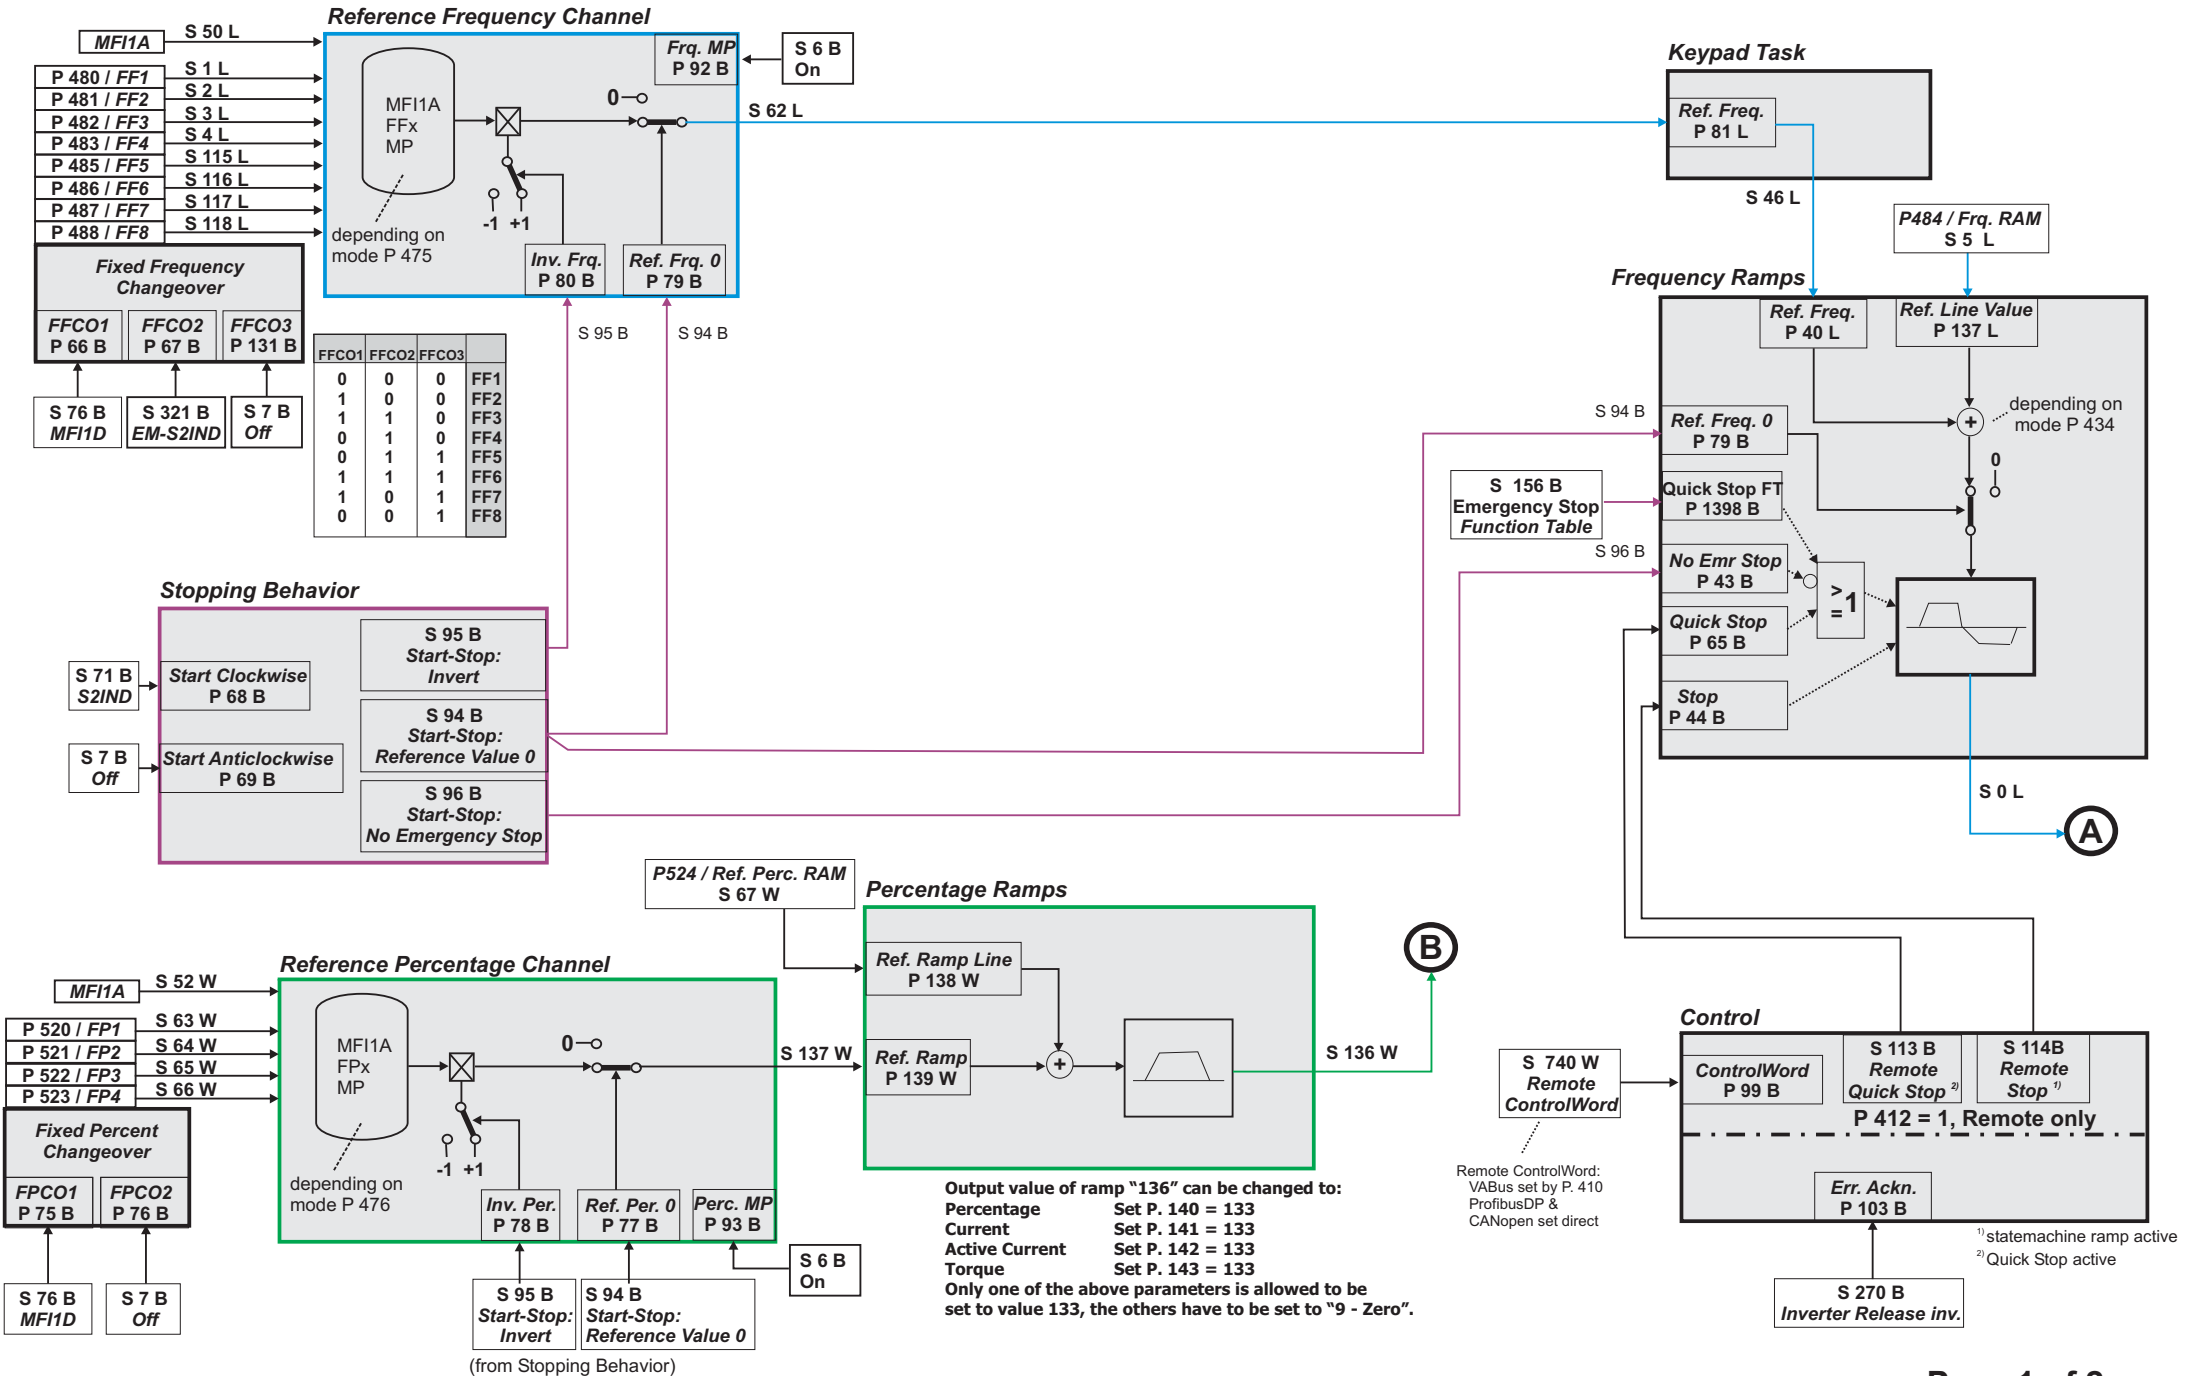 Reference Frequency Channel
MFI1A
S 50 L
P 480 / FF1
S 1 L
P 481 / FF2
S 2 L
P 482 / FF3
S 3 L
P 483 / FF4
S 4 L
P 485 / FF5
S 115 L
P 486 / FF6
S 116 L
P 487 / FF7
S 117 L
P 488 / FF8
S 118 L
MFI1A
FFx
MP
depending on
mode P 475
-1 +1
0
Frq. MP
P 92 B
S 6 B
On
S 62 L
Inv. Frq.
P 80 B
Ref. Frq. 0
P 79 B
Fixed Frequency
Changeover
FFCO1
P 66 B
FFCO2
P 67 B
FFCO3
P 131 B
S 76 B
MFI1D
S 321 B
EM-S2IND
S 7 B
Off
FFCO1 FFCO2 FFCO3
0 0 0 FF1
1 0 0 FF2
1 1 0 FF3
0 1 0 FF4
0 1 1 FF5
1 1 1 FF6
1 0 1 FF7
0 0 1 FF8
S 95 B
S 94 B
Keypad Task
Ref. Freq.
P 81 L
S 46 L
P484 / Frq. RAM
S 5 L
Frequency Ramps
Ref. Freq.
P 40 L
Ref. Line Value
P 137 L
+
depending on
mode P 434
0
S 94 B
Ref. Freq. 0
P 79 B
S 156 B
Emergency Stop
Function Table
Quick Stop FT
P 1398 B
S 96 B
No Emr Stop
P 43 B
>
=1
Quick Stop
P 65 B
Stop
P 44 B
S 0 L
A
Stopping Behavior
S 71 B
S2IND
Start Clockwise
P 68 B
S 7 B
Off
Start Anticlockwise
P 69 B
S 95 B
Start-Stop:
Invert
S 94 B
Start-Stop:
Reference Value 0
S 96 B
Start-Stop:
No Emergency Stop
P524 / Ref. Perc. RAM
S 67 W
Percentage Ramps
Ref. Ramp Line
P 138 W
Ref. Ramp
P 139 W
+
S 136 W
B
Reference Percentage Channel
MFI1A
S 52 W
P 520 / FP1
S 63 W
P 521 / FP2
S 64 W
P 522 / FP3
S 65 W
P 523 / FP4
S 66 W
MFI1A
FPx
MP
depending on
mode P 476
-1 +1
0
S 137 W
Inv. Per.
P 78 B
Ref. Per. 0
P 77 B
Perc. MP
P 93 B
S 6 B
On
Fixed Percent
Changeover
FPCO1
P 75 B
FPCO2
P 76 B
S 76 B
MFI1D
S 7 B
Off
S 95 B
Start-Stop:
Invert
S 94 B
Start-Stop:
Reference Value 0
(from Stopping Behavior)
Output value of ramp “136” can be changed to:
Percentage Set P. 140 = 133
Current Set P. 141 = 133
Active Current Set P. 142 = 133
Torque Set P. 143 = 133
Only one of the above parameters is allowed to be
set to value 133, the others have to be set to “9 - Zero”.
Control
S 740 W
Remote
ControlWord
ControlWord
P 99 B
S 113 B
Remote
Quick Stop 2)
S 114B
Remote
Stop 1)
P 412 = 1, Remote only
Remote ControlWord:
VABus set by P. 410
ProfibusDP &
CANopen set direct
Err. Ackn.
P 103 B
S 270 B
Inverter Release inv.
1) statemachine ramp active
2) Quick Stop active